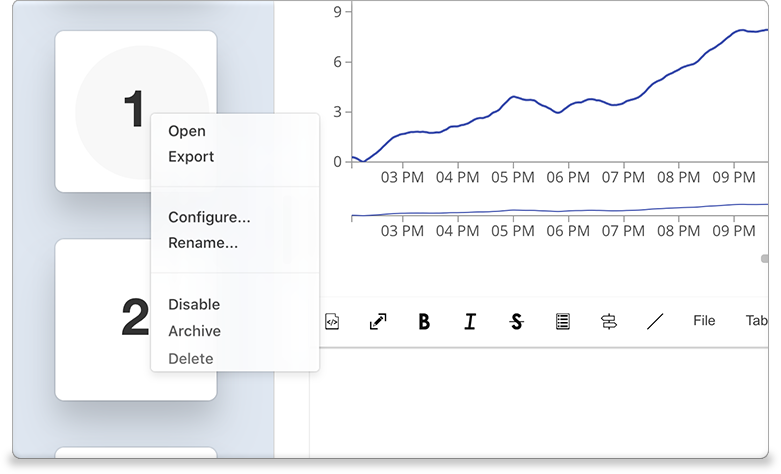 1
Open
Export
Configure...
Rename...
Disable
Archive
Delete
2
9
6
3
0
03 PM 04 PM 05 PM 06 PM 07 PM 08 PM 09 PM
03 PM 04 PM 05 PM 06 PM 07 PM 08 PM 09 PM
B I S File Tab